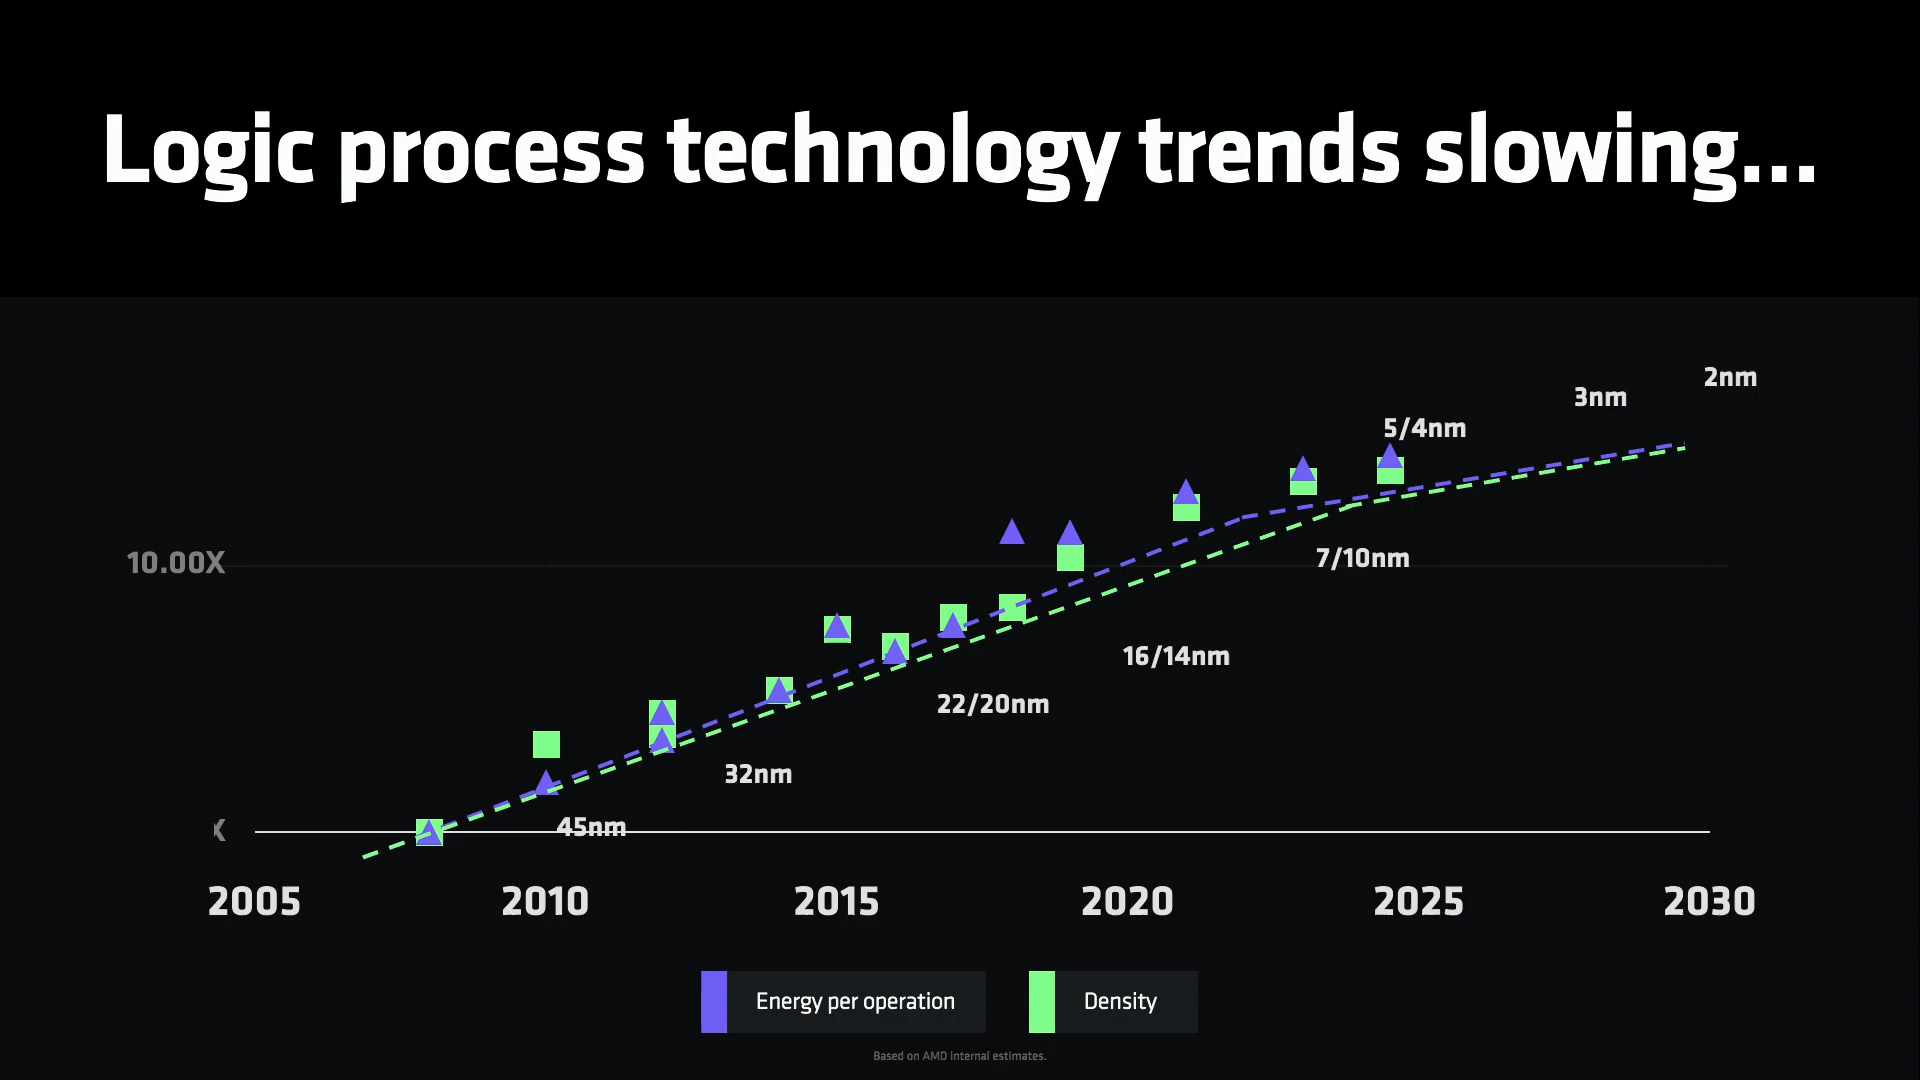 Logic process technology trends slowing...
2nm
3nm
5/4nm
10.00X
7/10nm
16/14nm
22/20nm
32nm
45nm
X
2005 2010 2015 2020 2025 2030
Energy per operation Density
Based on AMD internal estimates.